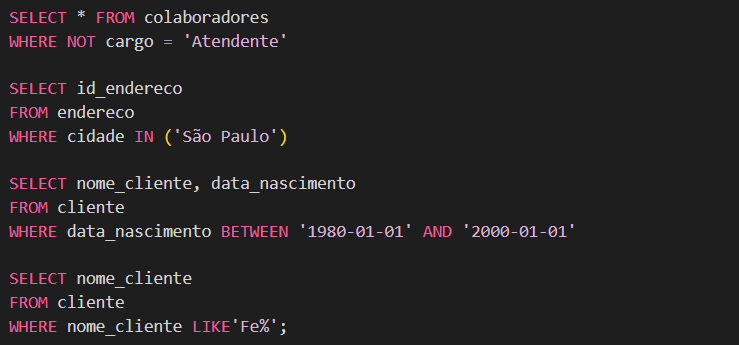 SELECT * FROM colaboradores
WHERE NOT cargo = 'Atendente'
SELECT id_endereco
FROM endereco
WHERE cidade IN ('São Paulo')
SELECT nome_cliente, data_nascimento
FROM cliente
WHERE data_nascimento BETWEEN '1980-01-01' AND '2000-01-01'
SELECT nome_cliente
FROM cliente
WHERE nome_cliente LIKE'Fe%';